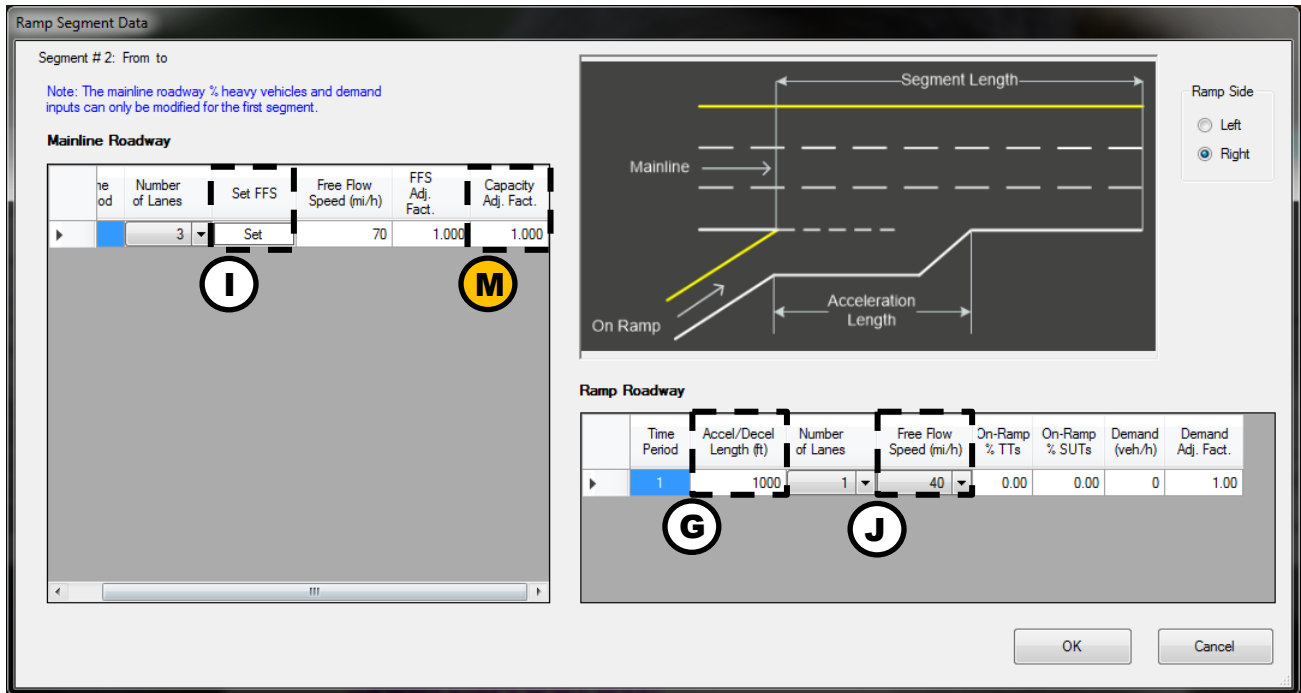 Ramp Segment Data
Segment # 2: From to
Note: The mainline roadway % heavy vehicles and demand
inputs can only be modified for the first segment.
Mainline Roadway
ne
od
Number
of Lanes
Set FFS
Free Flow
Speed (mi/h)
FFS
Adj.
Fact.
Capacity
Adj. Fact.
3
Set
70
1.000
1.000
I
M
Segment Length
Mainline
On Ramp
Acceleration
Length
Ramp Side
Left
Right
Ramp Roadway
Time
Period
Accel/Decel
Length (ft)
Number
of Lanes
Free Flow
Speed (mi/h)
On-Ramp
% TTs
On-Ramp
% SUTs
Demand
(veh/h)
Demand
Adj. Fact.
1
1000
1
40
0.00
0.00
0
1.00
G
J
OK
Cancel